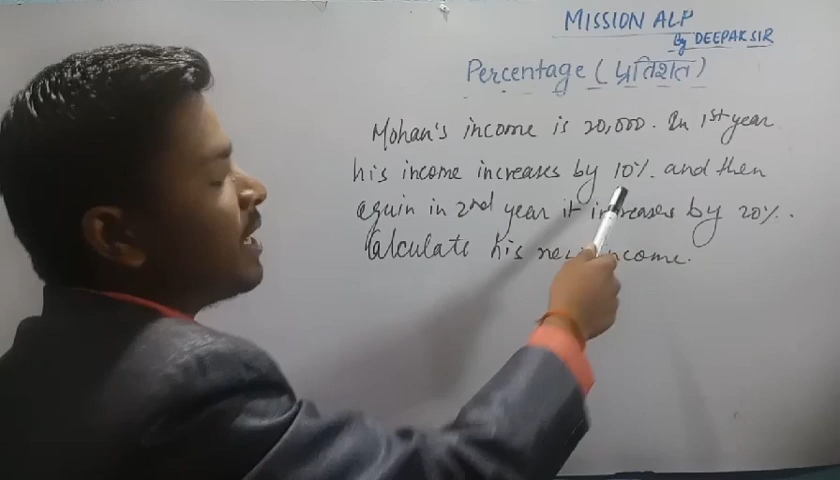 MISSION ALP
By DEEPAK SIR
Percentage (प्रतिशत)
Mohan's income is 20,000. In 1st year
his income increases by 10%. and then
again in 2nd year it increases by 20%.
Calculate his new income.